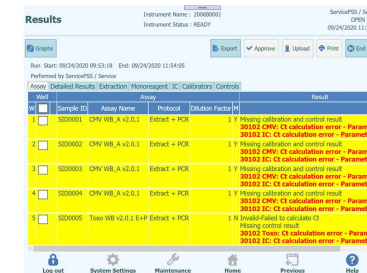 Results
Instrument Name : 2006B0001
Instrument Status : READY
ServicePSS / Se
OPEN
09/24/2020 11:5
Graphs
Export
Approve
Upload
Print
End
Run Start: 09/24/2020 09:53:18 End: 09/24/2020 11:54:05
Performed by ServicePSS / Service
Assay Detailed Results Extraction Monoreagent IC Calibrators Controls
Well Assay Result
W Sample ID Assay Name Protocol Dilution Factor M
1 SID0001 CMV WB_A v2.0.1 Extract + PCR 1 Y Missing calibration and control result
30102 CMV: Ct calculation error - Param
30102 IC: Ct calculation error - Paramet
2 SID0002 CMV WB_A v2.0.1 Extract + PCR 1 Y Missing calibration and control result
30102 CMV: Ct calculation error - Param
30102 IC: Ct calculation error - Paramet
3 SID0003 CMV WB_A v2.0.1 Extract + PCR 1 Y Missing calibration and control result
30102 CMV: Ct calculation error - Param
30102 IC: Ct calculation error - Paramet
4 SID0004 CMV WB_A v2.0.1 Extract + PCR 1 Y Missing calibration and control result
30102 CMV: Ct calculation error - Param
30102 IC: Ct calculation error - Paramet
5 SID0005 Toxo WB v2.0.1 E+P Extract + PCR 1 N Invalid-Failed to calculate Ct
Missing control result
30102 Toxo: Ct calculation error - Param
30102 IC: Ct calculation error - Paramet
Log out
System Settings
Maintenance
Home
Previous
Help